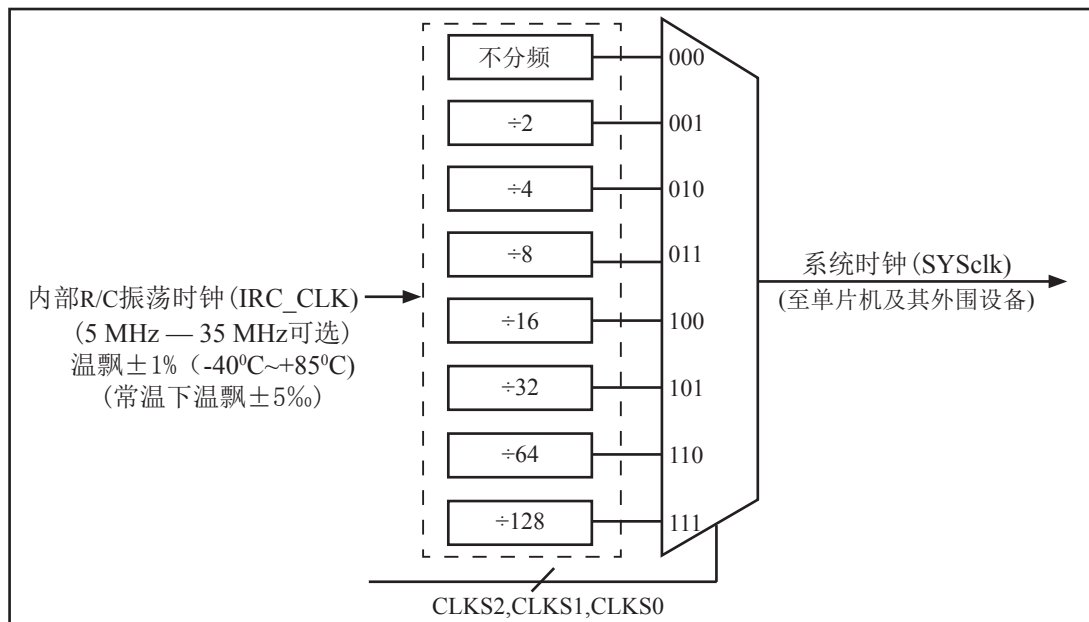 不分频
000
÷2
001
÷4
010
÷8
011
÷16
100
÷32
101
÷64
110
÷128
111
内部R/C振荡时钟(IRC_CLK)
(5 MHz — 35 MHz可选)
温飘±1%（-40⁰C~+85⁰C)
(常温下温飘±5‰)
系统时钟(SYSclk)
(至单片机及其外围设备)
CLKS2,CLKS1,CLKS0